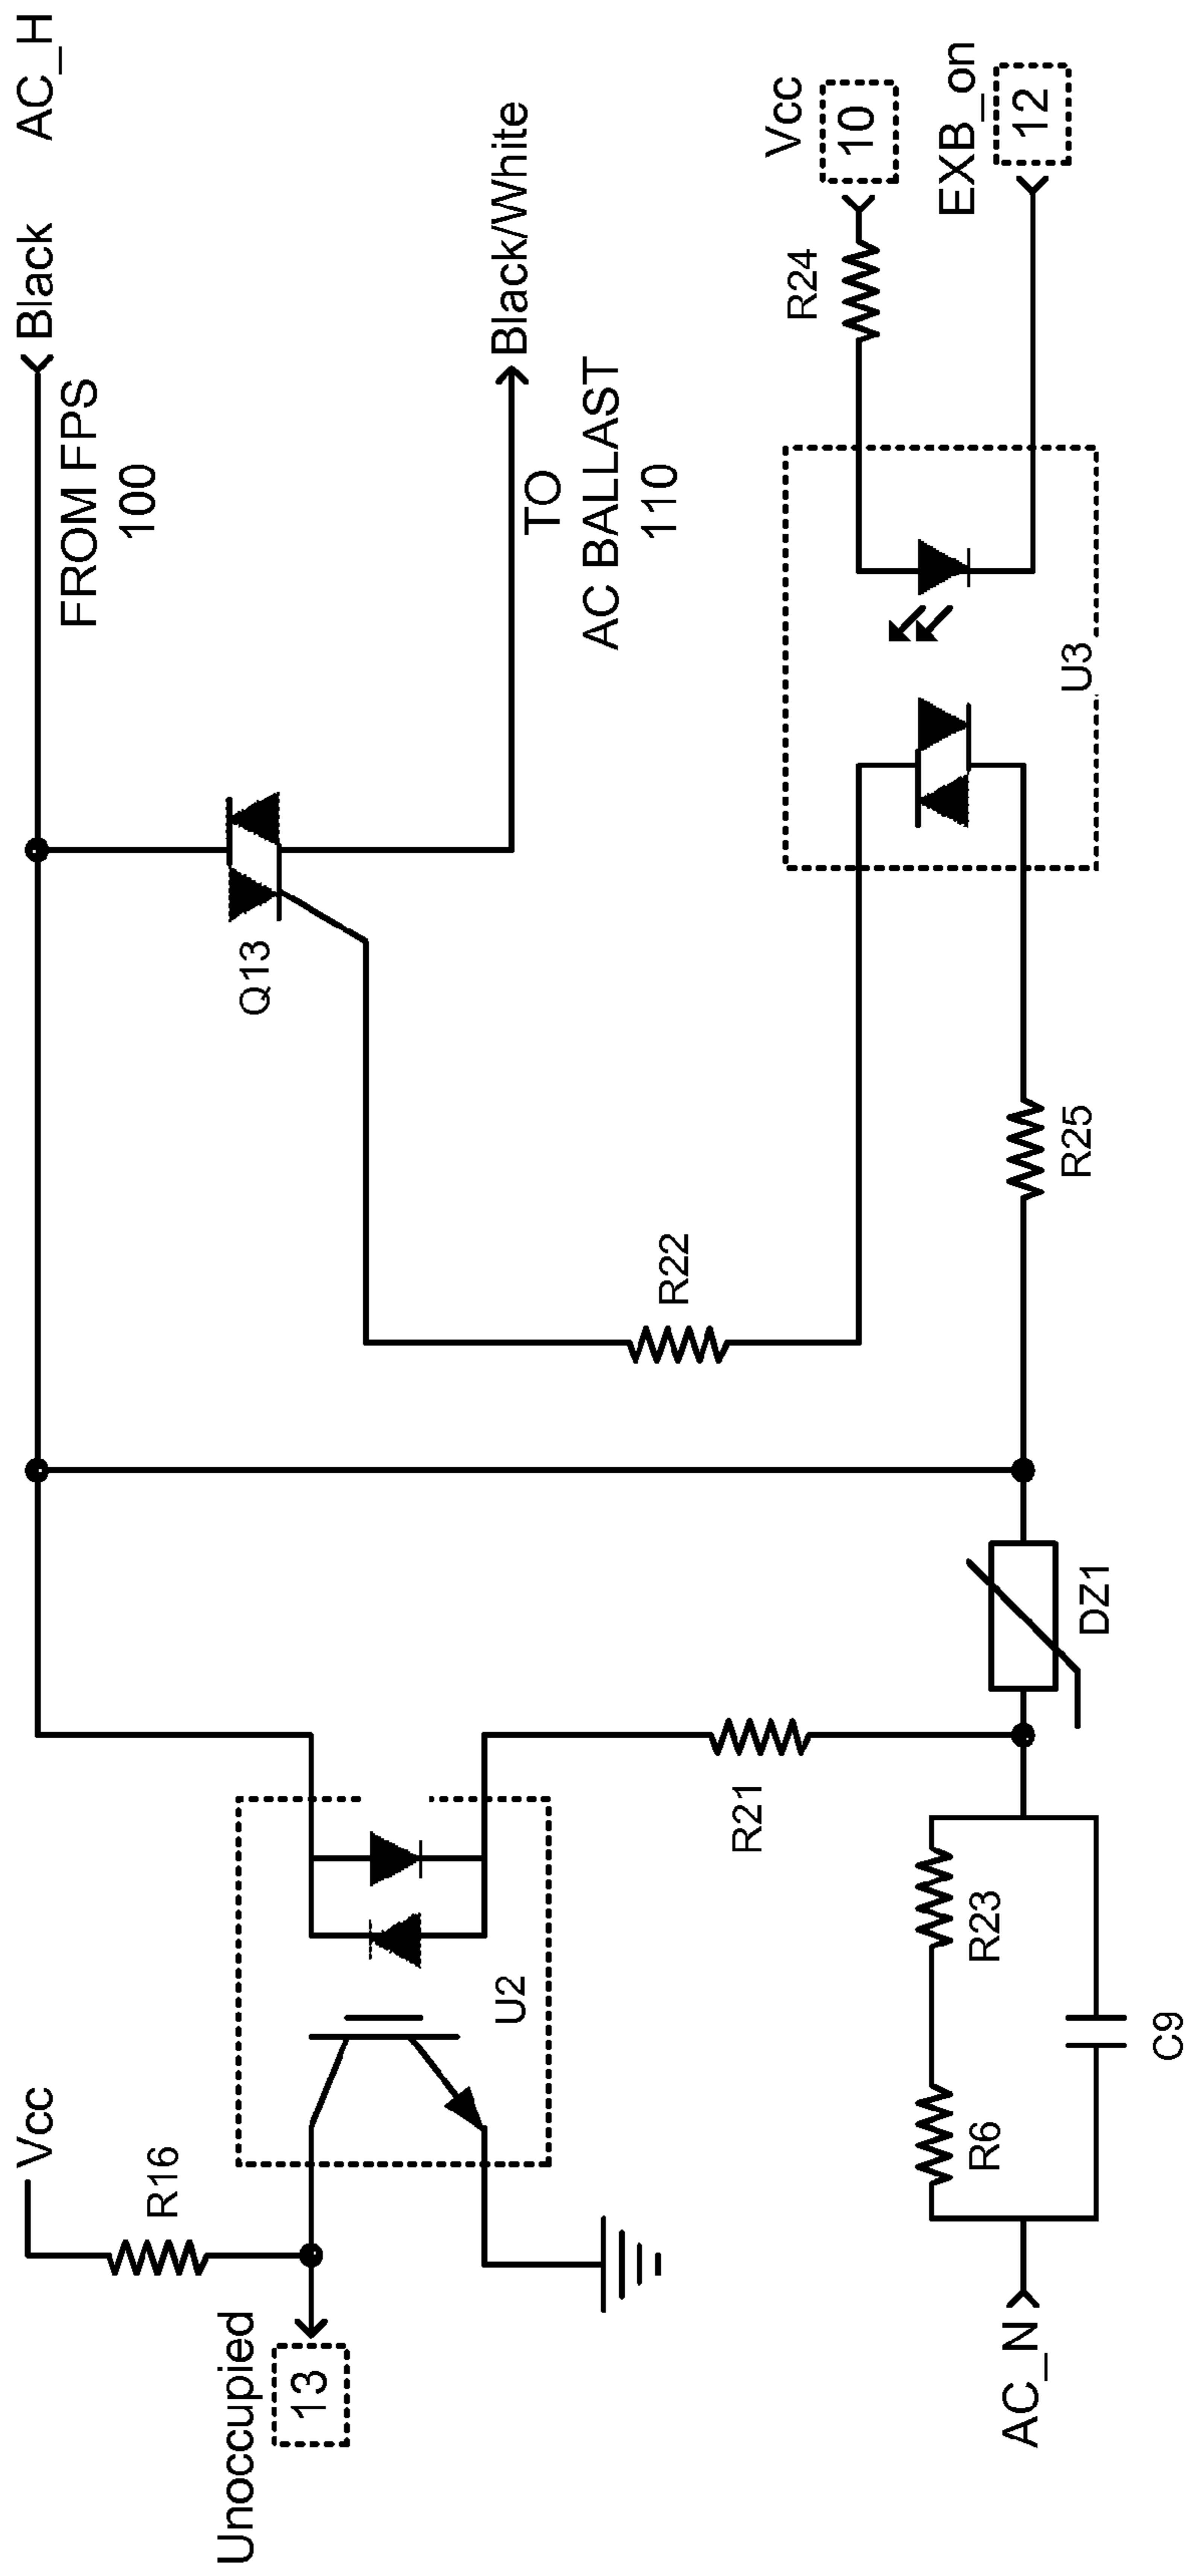 AC_H
Black
FROM FPS
100
Black/White
TO
AC BALLAST
110
Vcc
10
EXB_on
12
R24
U3
Q13
R22
R25
DZ1
R21
U2
R23
R6
C9
Vcc
R16
Unoccupied
13
AC_N